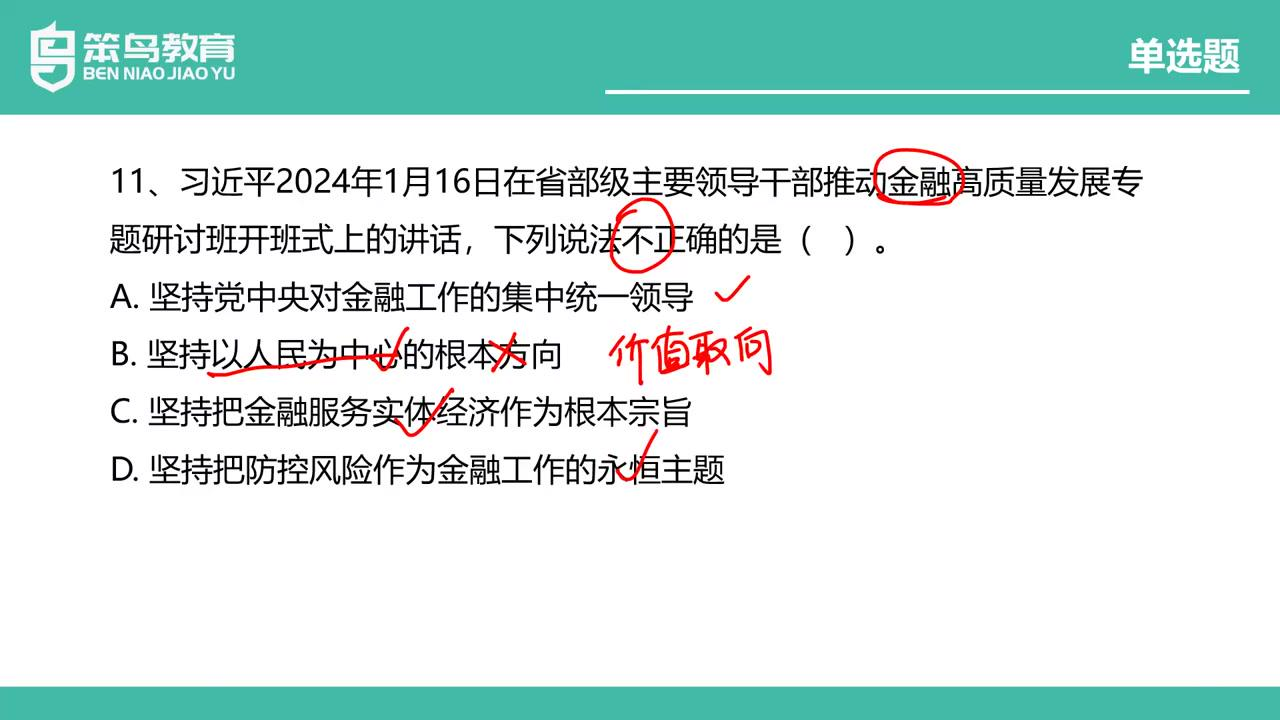 笨鸟教育
BEN NIAO JIAO YU
单选题
11、习近平2024年1月16日在省部级主要领导干部推动金融高质量发展专
题研讨班开班式上的讲话，下列说法不正确的是（ ）。
A. 坚持党中央对金融工作的集中统一领导
B. 坚持以人民为中心的根本方向 价值取向
C. 坚持把金融服务实体经济作为根本宗旨
D. 坚持把防控风险作为金融工作的永恒主题